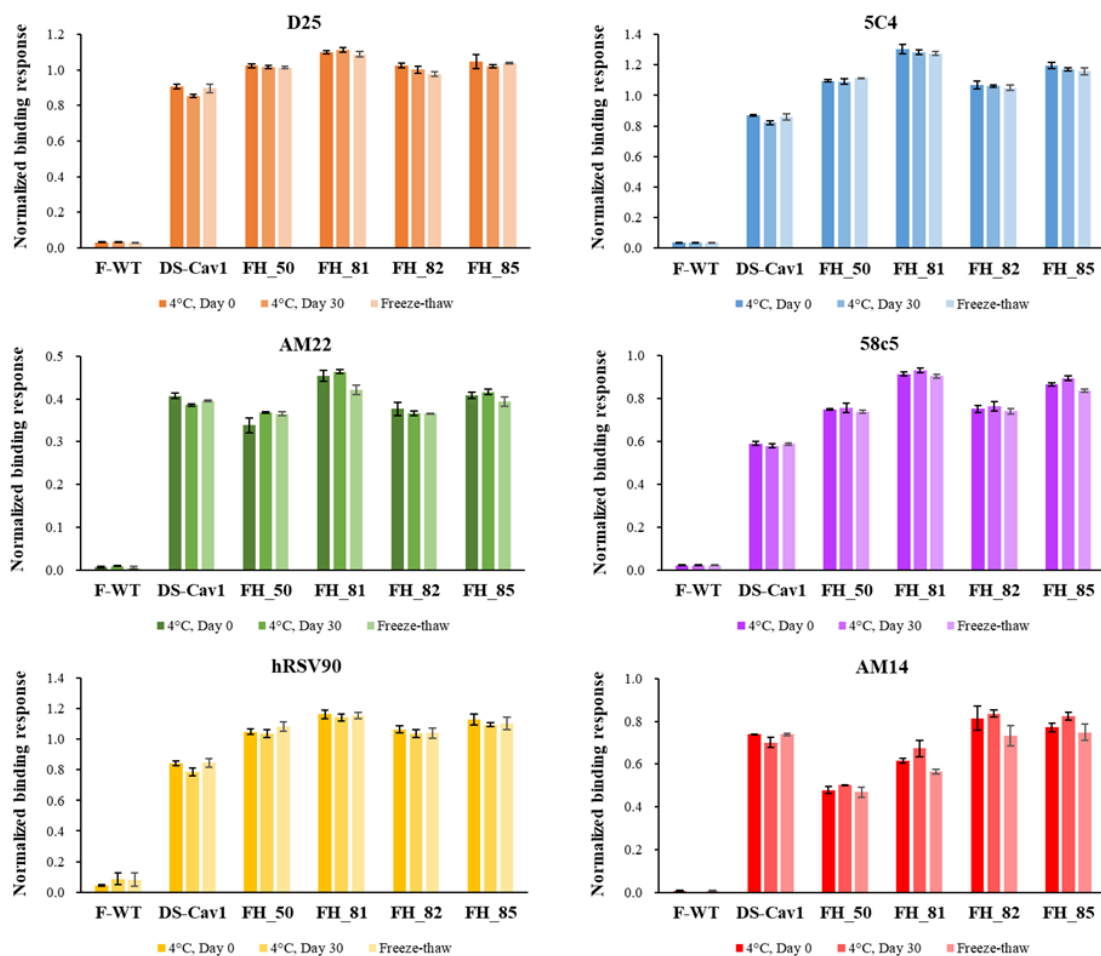 D25
Normalized binding response
1.2
1.0
0.8
0.6
0.4
0.2
0.0
F-WT DS-Cav1 FH_50 FH_81 FH_82 FH_85
4°C, Day 0 4°C, Day 30 Freeze-thaw
5C4
Normalized binding response
1.4
1.2
1.0
0.8
0.6
0.4
0.2
0.0
F-WT DS-Cav1 FH_50 FH_81 FH_82 FH_85
4°C, Day 0 4°C, Day 30 Freeze-thaw
AM22
Normalized binding response
0.5
0.4
0.3
0.2
0.1
0.0
F-WT DS-Cav1 FH_50 FH_81 FH_82 FH_85
4°C, Day 0 4°C, Day 30 Freeze-thaw
58c5
Normalized binding response
1.0
0.8
0.6
0.4
0.2
0.0
F-WT DS-Cav1 FH_50 FH_81 FH_82 FH_85
4°C, Day 0 4°C, Day 30 Freeze-thaw
hRSV90
Normalized binding response
1.4
1.2
1.0
0.8
0.6
0.4
0.2
0.0
F-WT DS-Cav1 FH_50 FH_81 FH_82 FH_85
4°C, Day 0 4°C, Day 30 Freeze-thaw
AM14
Normalized binding response
1.0
0.8
0.6
0.4
0.2
0.0
F-WT DS-Cav1 FH_50 FH_81 FH_82 FH_85
4°C, Day 0 4°C, Day 30 Freeze-thaw